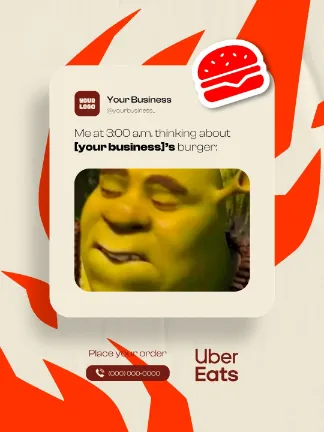 YOUR
LOGO
Your Business
@yourbusiness_
Me at 3:00 a.m. thinking about
[your business]'s burger:
Place your order
(000) 000-0000
Uber
Eats